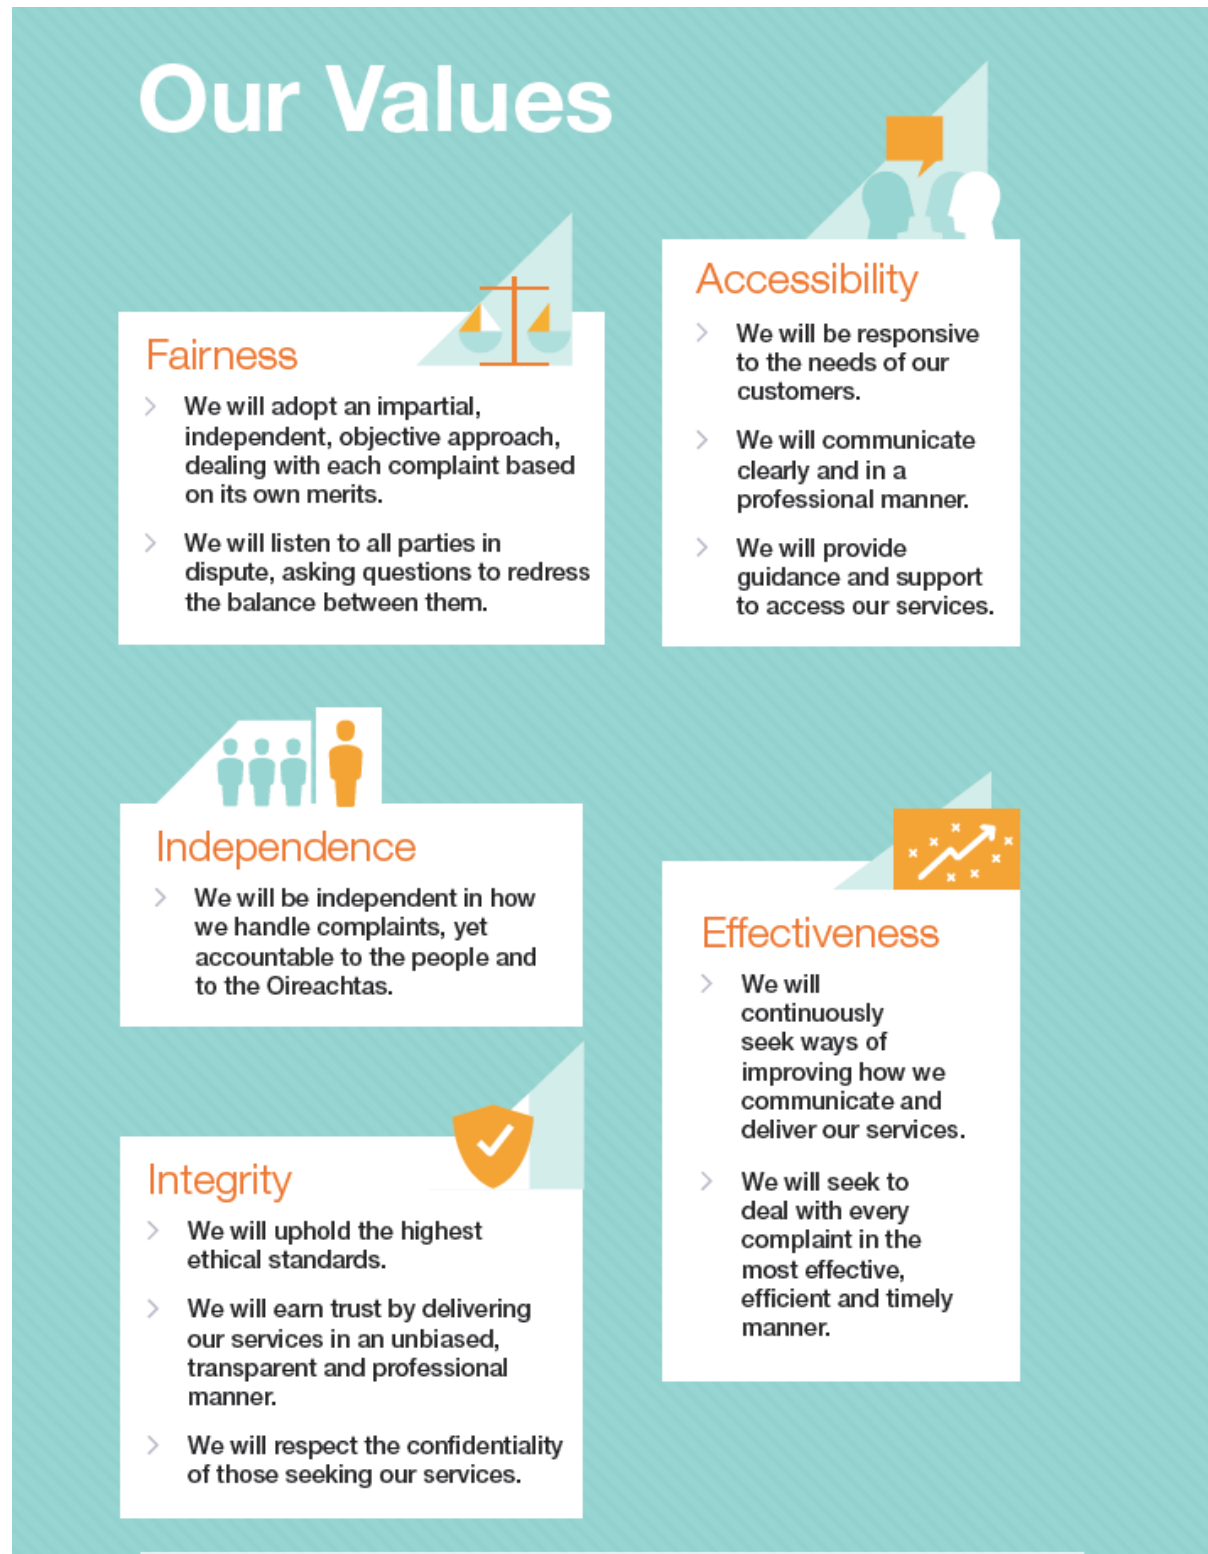 Our Values
Fairness
We will adopt an impartial,
independent, objective approach,
dealing with each complaint based
on its own merits.
We will listen to all parties in
dispute, asking questions to redress
the balance between them.
Accessibility
We will be responsive
to the needs of our
customers.
We will communicate
clearly and in a
professional manner.
We will provide
guidance and support
to access our services.
Independence
We will be independent in how
we handle complaints, yet
accountable to the people and
to the Oireachtas.
Effectiveness
We will
continuously
seek ways of
improving how we
communicate and
deliver our services.
We will seek to
deal with every
complaint in the
most effective,
efficient and timely
manner.
Integrity
We will uphold the highest
ethical standards.
We will earn trust by delivering
our services in an unbiased,
transparent and professional
manner.
We will respect the confidentiality
of those seeking our services.